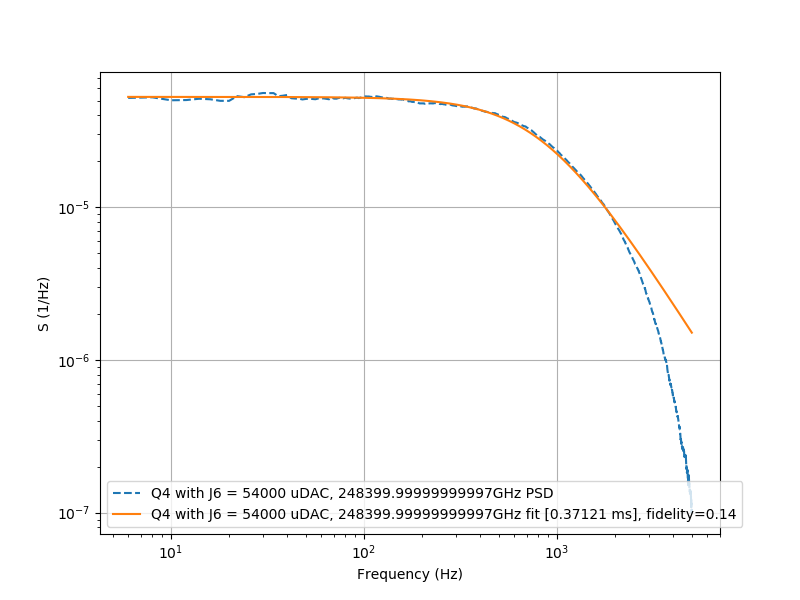 10⁻⁵
10⁻⁶
10⁻⁷
S (1/Hz)
Q4 with J6 = 54000 uDAC, 248399.99999999997GHz PSD
Q4 with J6 = 54000 uDAC, 248399.99999999997GHz fit [0.37121 ms], fidelity=0.14
10¹ 10² 10³
Frequency (Hz)